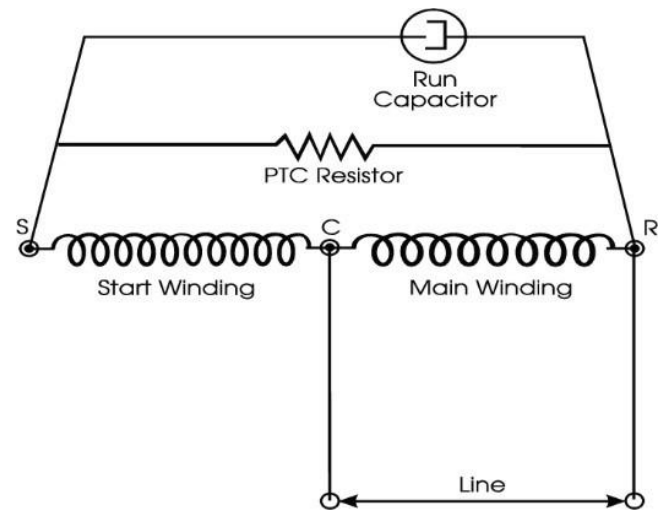 Run
Capacitor
PTC Resistor
S
C
R
Start Winding
Main Winding
Line